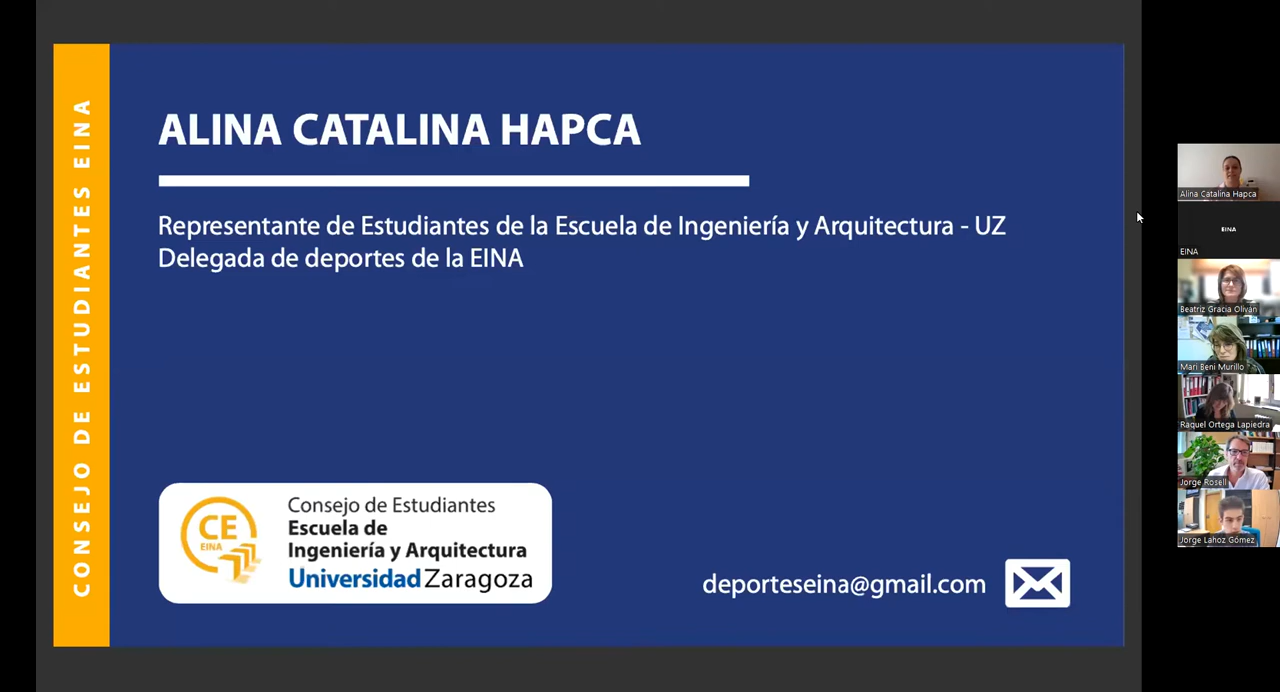 CONSEJO DE ESTUDIANTES EINA
ALINA CATALINA HAPCA
Representante de Estudiantes de la Escuela de Ingeniería y Arquitectura - UZ
Delegada de deportes de la EINA
CE
EINA
Consejo de Estudiantes
Escuela de
Ingeniería y Arquitectura
Universidad Zaragoza
deporteseina@gmail.com
Alina Catalina Hapca
EINA
EINA
Beatriz Gracia Oliván
Mari Beni Murillo
Raquel Ortega Lapiedra
Jorge Rosell
Jorge Lahoz Gómez